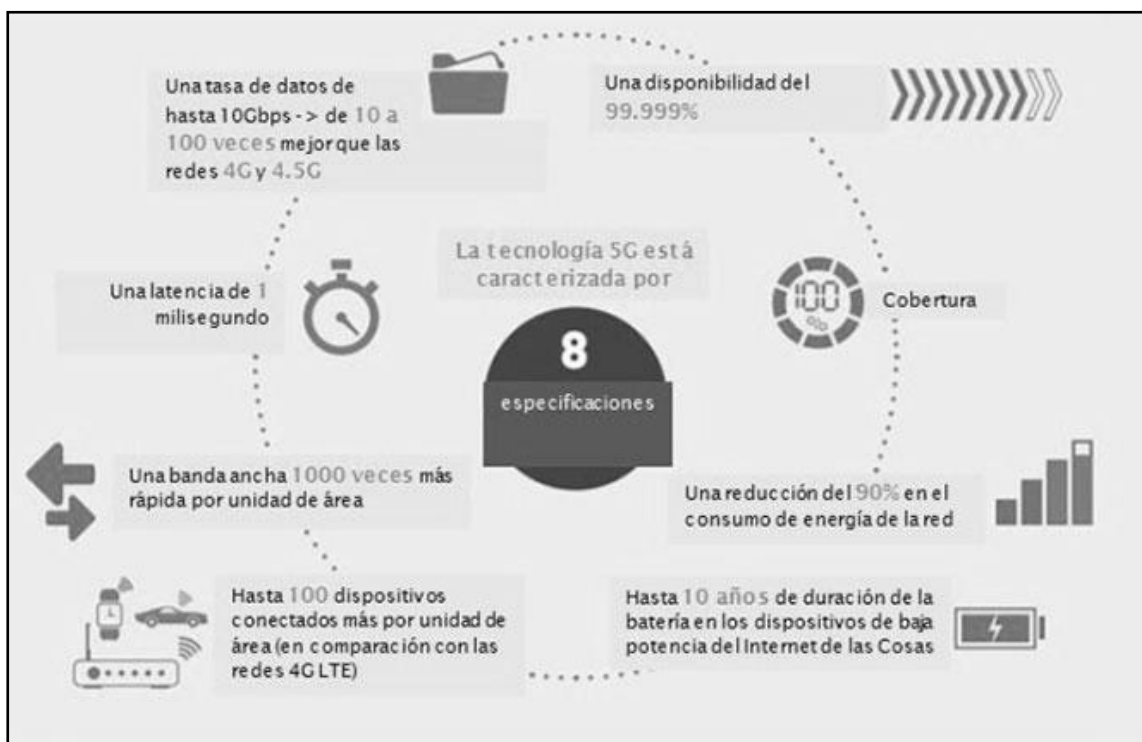 Una tasa de datos de
hasta 10Gbps -> de 10 a
100 veces mejor que las
redes 4G y 4.5G
Una disponibilidad del
99.999%
La tecnología 5G está
caracterizada por
8
especificaciones
Una latencia de 1
milisegundo
100
%
Cobertura
Una banda ancha 1000 veces más
rápida por unidad de área
Una reducción del 90% en el
consumo de energía de la red
Hasta 100 dispositivos
conectados más por unidad de
área (en comparación con las
redes 4G LTE)
Hasta 10 años de duración de la
batería en los dispositivos de baja
potencia del Internet de las Cosas